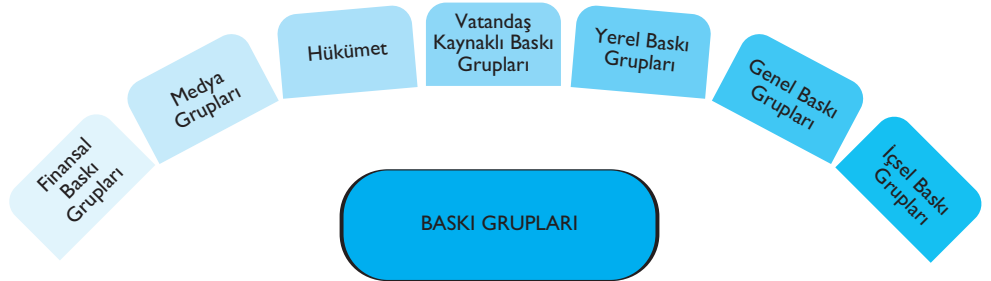 Finansal
Baskı
Grupları
Medya
Grupları
Hükümet
Vatandaş
Kaynaklı Baskı
Grupları
Yerel Baskı
Grupları
Genel Baskı
Grupları
İçsel Baskı
Grupları
BASKI GRUPLARI